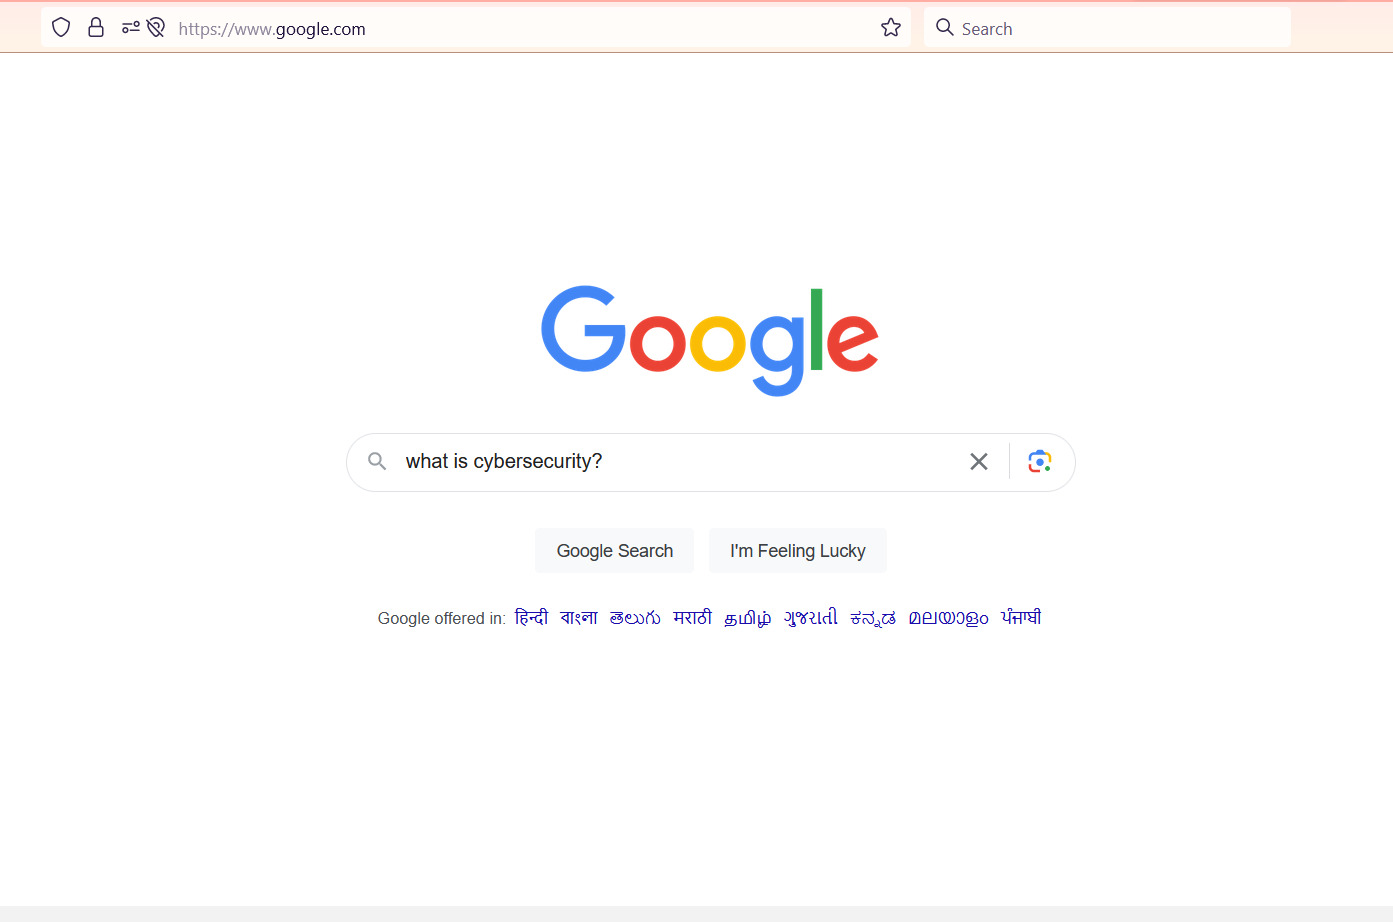 https://www.google.com Search
Google
what is cybersecurity?
Google Search I'm Feeling Lucky
Google offered in: हिन्दी বাংলা తెలుగు मराठी தமிழ் ગુજરાતી ಕನ್ನಡ മലയാളം ਪੰਜਾਬੀ